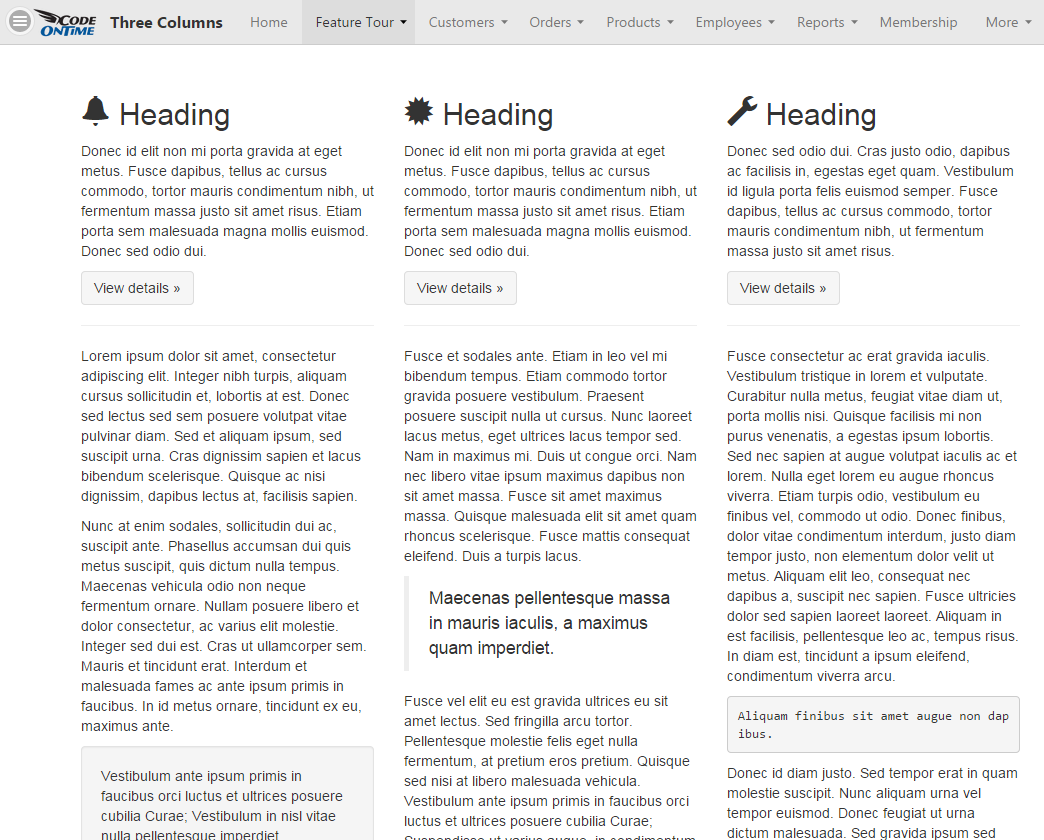 CODE
ONTIME
Three Columns
Home
Feature Tour
Customers
Orders
Products
Employees
Reports
Membership
More
Heading
Donec id elit non mi porta gravida at eget
metus. Fusce dapibus, tellus ac cursus
commodo, tortor mauris condimentum nibh, ut
fermentum massa justo sit amet risus. Etiam
porta sem malesuada magna mollis euismod.
Donec sed odio dui.
View details »
Lorem ipsum dolor sit amet, consectetur
adipiscing elit. Integer nibh turpis, aliquam
cursus sollicitudin et, lobortis at est. Donec
sed lectus sed sem posuere volutpat vitae
pulvinar diam. Sed et aliquam ipsum, sed
suscipit urna. Cras dignissim sapien et lacus
bibendum scelerisque. Quisque ac nisi
dignissim, dapibus lectus at, facilisis sapien.
Nunc at enim sodales, sollicitudin dui ac,
suscipit ante. Phasellus accumsan dui quis
metus suscipit, quis dictum nulla tempus.
Maecenas vehicula odio non neque
fermentum ornare. Nullam posuere libero et
dolor consectetur, ac varius elit molestie.
Integer sed dui est. Cras ut ullamcorper sem.
Mauris et tincidunt erat. Interdum et
malesuada fames ac ante ipsum primis in
faucibus. In id metus ornare, tincidunt ex eu,
maximus ante.
Vestibulum ante ipsum primis in
faucibus orci luctus et ultrices posuere
cubilia Curae; Vestibulum in nisl vitae
nulla pellentesque imperdiet
Heading
Donec id elit non mi porta gravida at eget
metus. Fusce dapibus, tellus ac cursus
commodo, tortor mauris condimentum nibh, ut
fermentum massa justo sit amet risus. Etiam
porta sem malesuada magna mollis euismod.
Donec sed odio dui.
View details »
Fusce et sodales ante. Etiam in leo vel mi
bibendum tempus. Etiam commodo tortor
gravida posuere vestibulum. Praesent
posuere suscipit nulla ut cursus. Nunc laoreet
lacus metus, eget ultrices lacus tempor sed.
Nam in maximus mi. Duis ut congue orci. Nam
nec libero vitae ipsum maximus dapibus non
sit amet massa. Fusce sit amet maximus
massa. Quisque malesuada elit sit amet quam
rhoncus scelerisque. Fusce mattis consequat
eleifend. Duis a turpis lacus.
Maecenas pellentesque massa
in mauris iaculis, a maximus
quam imperdiet.
Fusce vel elit eu est gravida ultrices eu sit
amet lectus. Sed fringilla arcu tortor.
Pellentesque molestie felis eget nulla
fermentum, at pretium eros pretium. Quisque
sed nisi at libero malesuada vehicula.
Vestibulum ante ipsum primis in faucibus orci
luctus et ultrices posuere cubilia Curae;
Suspendisse ut varius augue, in condimentum
Heading
Donec sed odio dui. Cras justo odio, dapibus
ac facilisis in, egestas eget quam. Vestibulum
id ligula porta felis euismod semper. Fusce
dapibus, tellus ac cursus commodo, tortor
mauris condimentum nibh, ut fermentum
massa justo sit amet risus.
View details »
Fusce consectetur ac erat gravida iaculis.
Vestibulum tristique in lorem et vulputate.
Curabitur nulla metus, feugiat vitae diam ut,
porta mollis nisi. Quisque facilisis mi non
purus venenatis, a egestas ipsum lobortis.
Sed nec sapien at augue volutpat iaculis ac et
lorem. Nulla eget lorem eu augue rhoncus
viverra. Etiam turpis odio, vestibulum eu
finibus vel, commodo ut odio. Donec finibus,
dolor vitae condimentum interdum, justo diam
tempor justo, non elementum dolor velit ut
metus. Aliquam elit leo, consequat nec
dapibus a, suscipit nec sapien. Fusce ultricies
dolor sed sapien laoreet laoreet. Aliquam in
est facilisis, pellentesque leo ac, tempus risus.
In diam est, tincidunt a ipsum eleifend,
condimentum viverra arcu.
Aliquam finibus sit amet augue non dap
ibus.
Donec id diam justo. Sed tempor erat in quam
molestie suscipit. Nunc aliquam urna vel
tempor euismod. Donec feugiat ut urna
dictum malesuada. Sed gravida ipsum sed